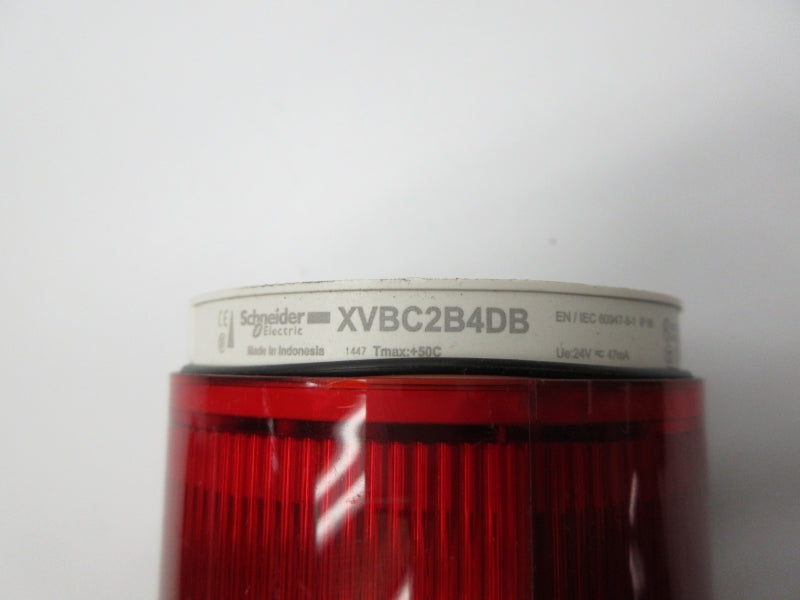 CE Schneider Electric XVBC2B4DB EN / IEC 60947-5-1
Made in Indonesia 1447 Tmax:+50C Ue:24V ≂ 47mA